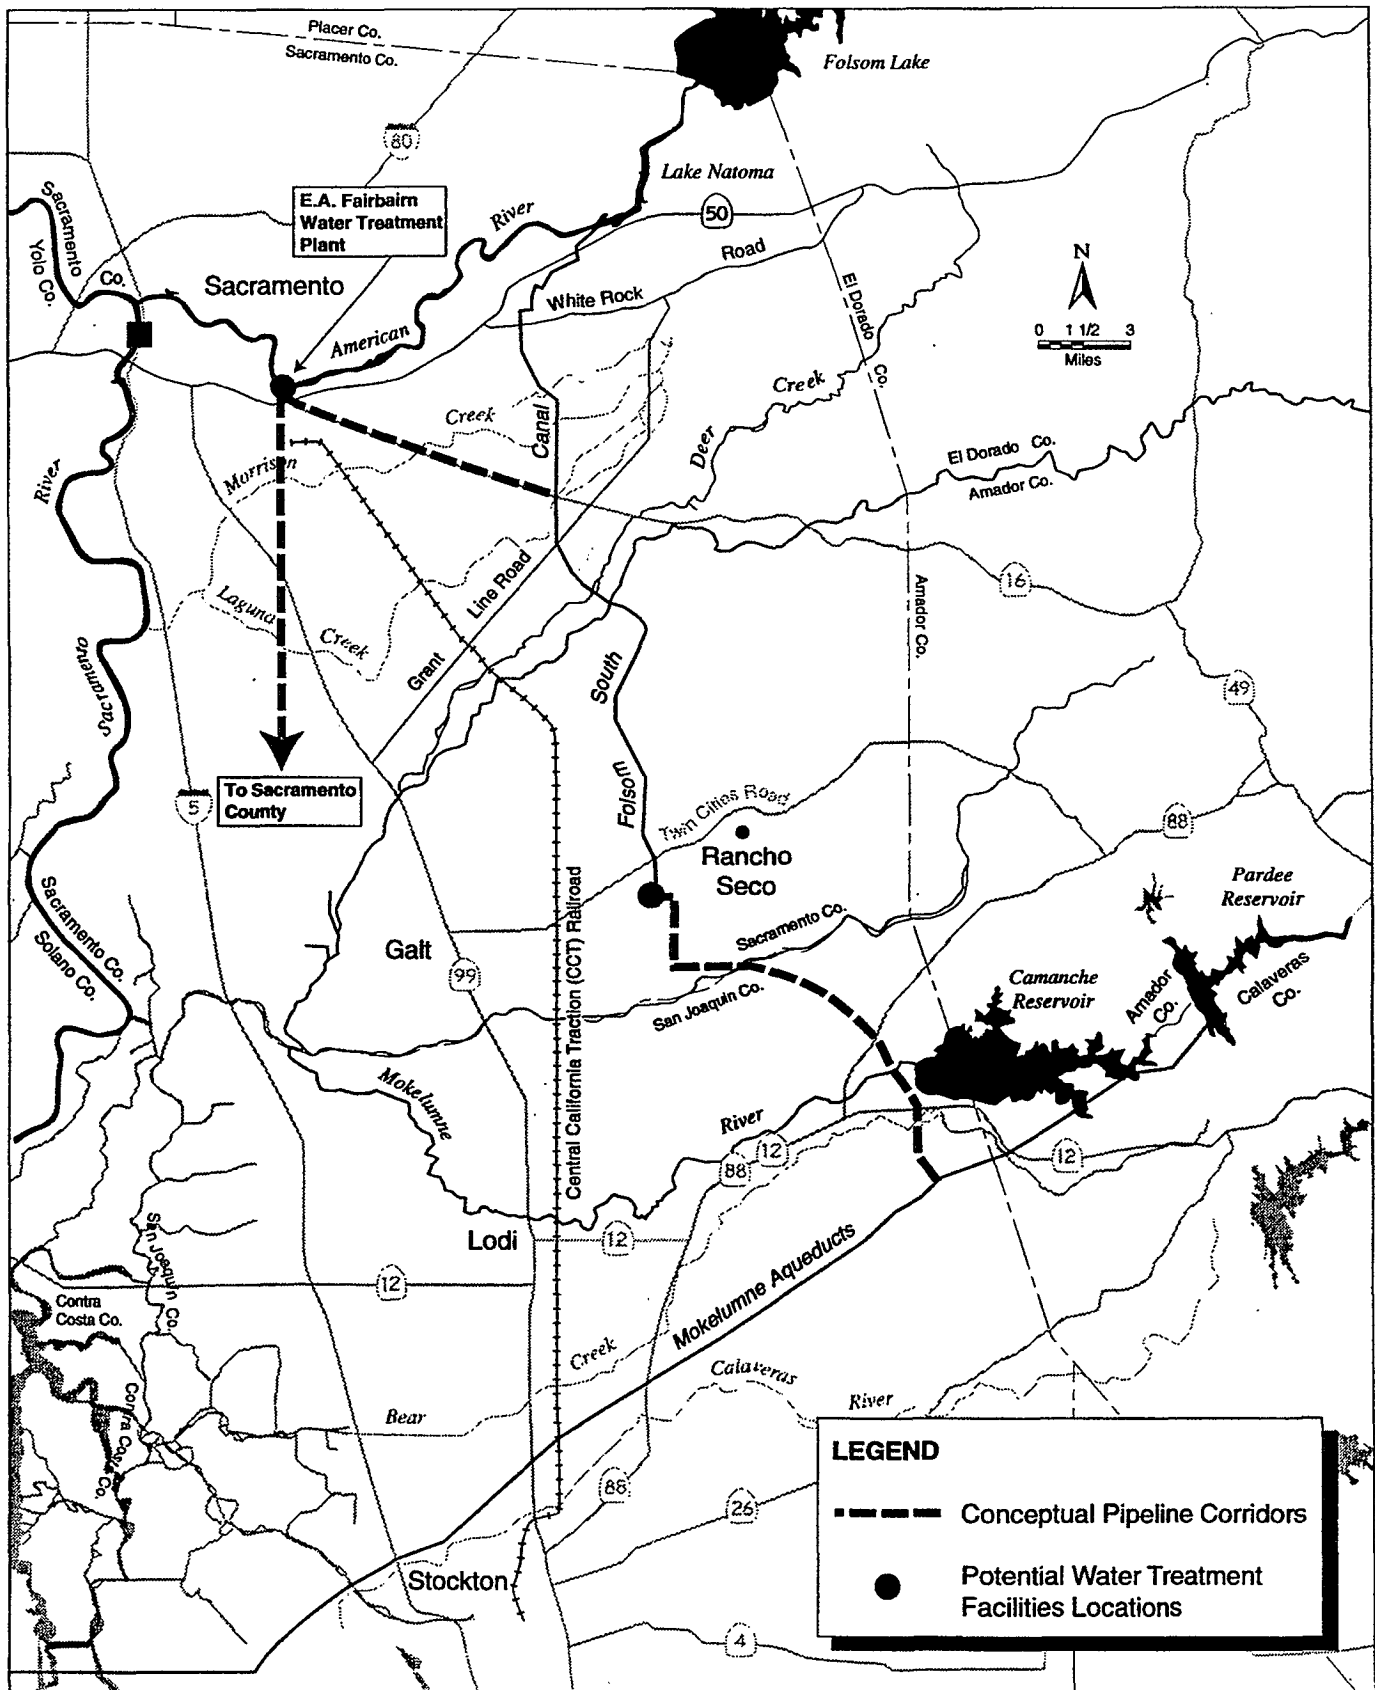 Placer Co.
Sacramento Co.
Folsom Lake
80
Lake Natoma
E.A. Fairbairn
Water Treatment
Plant
River
50
Road
Sacramento
Yolo Co.
Co.
Sacramento
White Rock
El Dorado
Co.
N
0 1 1/2 3
Miles
American
Creek
Deer
Creek
Canal
Morrison
River
El Dorado Co.
Amador Co.
16
Amador Co.
Line Road
Grant
Laguna
Creek
South
Sacramento
49
Folsom
To Sacramento
County
5
Twin Cities Road
88
Rancho
Seco
Pardee
Reservoir
Sacramento Co.
Solano Co.
Galt
99
Central California Traction (CCT) Railroad
Sacramento Co.
San Joaquin Co.
Camanche
Reservoir
Amador
Co.
Calaveras
Co.
Mokelumne
River
12
88
12
Lodi
12
12
San Joaquin Co.
Contra
Costa Co.
Mokelumne Aqueducts
Creek
Calaveras
River
Bear
Contra Costa Co.
88
26
Stockton
4
LEGEND
Conceptual Pipeline Corridors
Potential Water Treatment
Facilities Locations